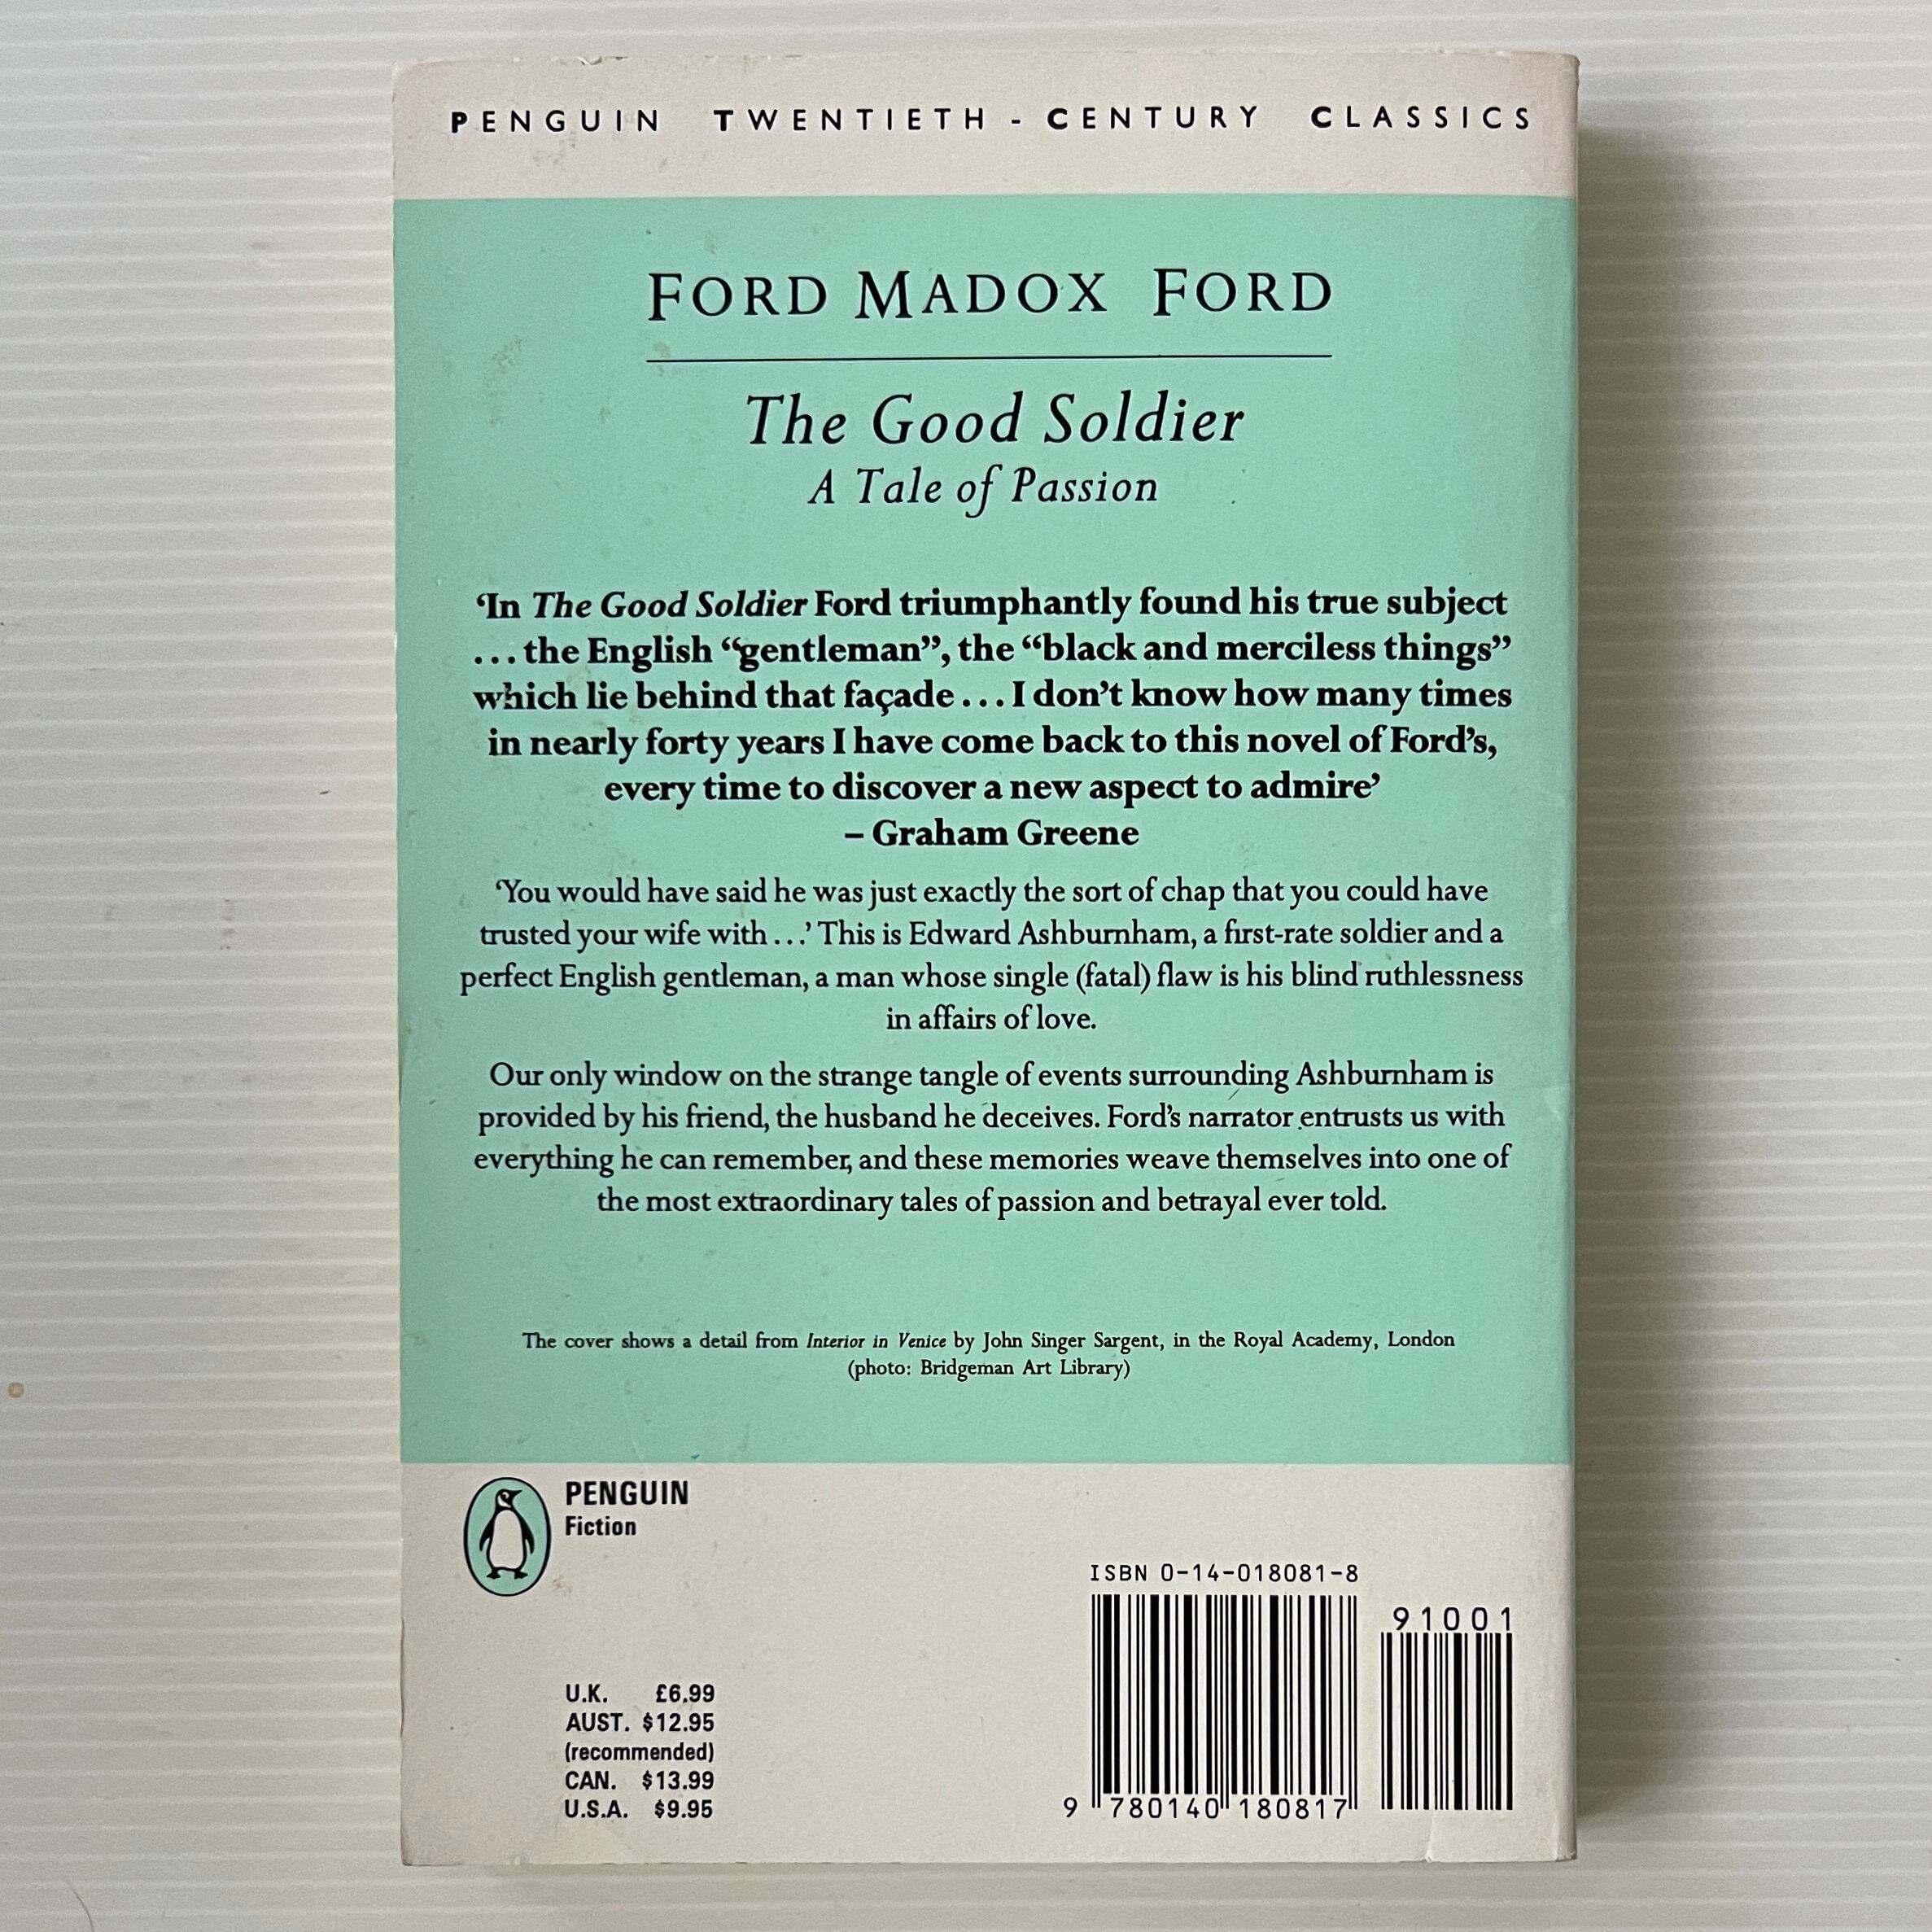 PENGUIN TWENTIETH-CENTURY CLASSICS
FORD MADOX FORD
The Good Soldier
A Tale of Passion
‘In The Good Soldier Ford triumphantly found his true subject
...the English “gentleman”, the “black and merciless things”
which lie behind that façade...I don’t know how many times
in nearly forty years I have come back to this novel of Ford’s,
every time to discover a new aspect to admire’
– Graham Greene
‘You would have said he was just exactly the sort of chap that you could have
trusted your wife with...’ This is Edward Ashburnham, a first-rate soldier and a
perfect English gentleman, a man whose single (fatal) flaw is his blind ruthlessness
in affairs of love.
Our only window on the strange tangle of events surrounding Ashburnham is
provided by his friend, the husband he deceives. Ford’s narrator entrusts us with
everything he can remember, and these memories weave themselves into one of
the most extraordinary tales of passion and betrayal ever told.
The cover shows a detail from Interior in Venice by John Singer Sargent, in the Royal Academy, London
(photo: Bridgeman Art Library)
PENGUIN
Fiction
ISBN 0-14-018081-8
91001
U.K. £6.99
AUST. $12.95
(recommended)
CAN. $13.99
U.S.A. $9.95
9 780140 180817